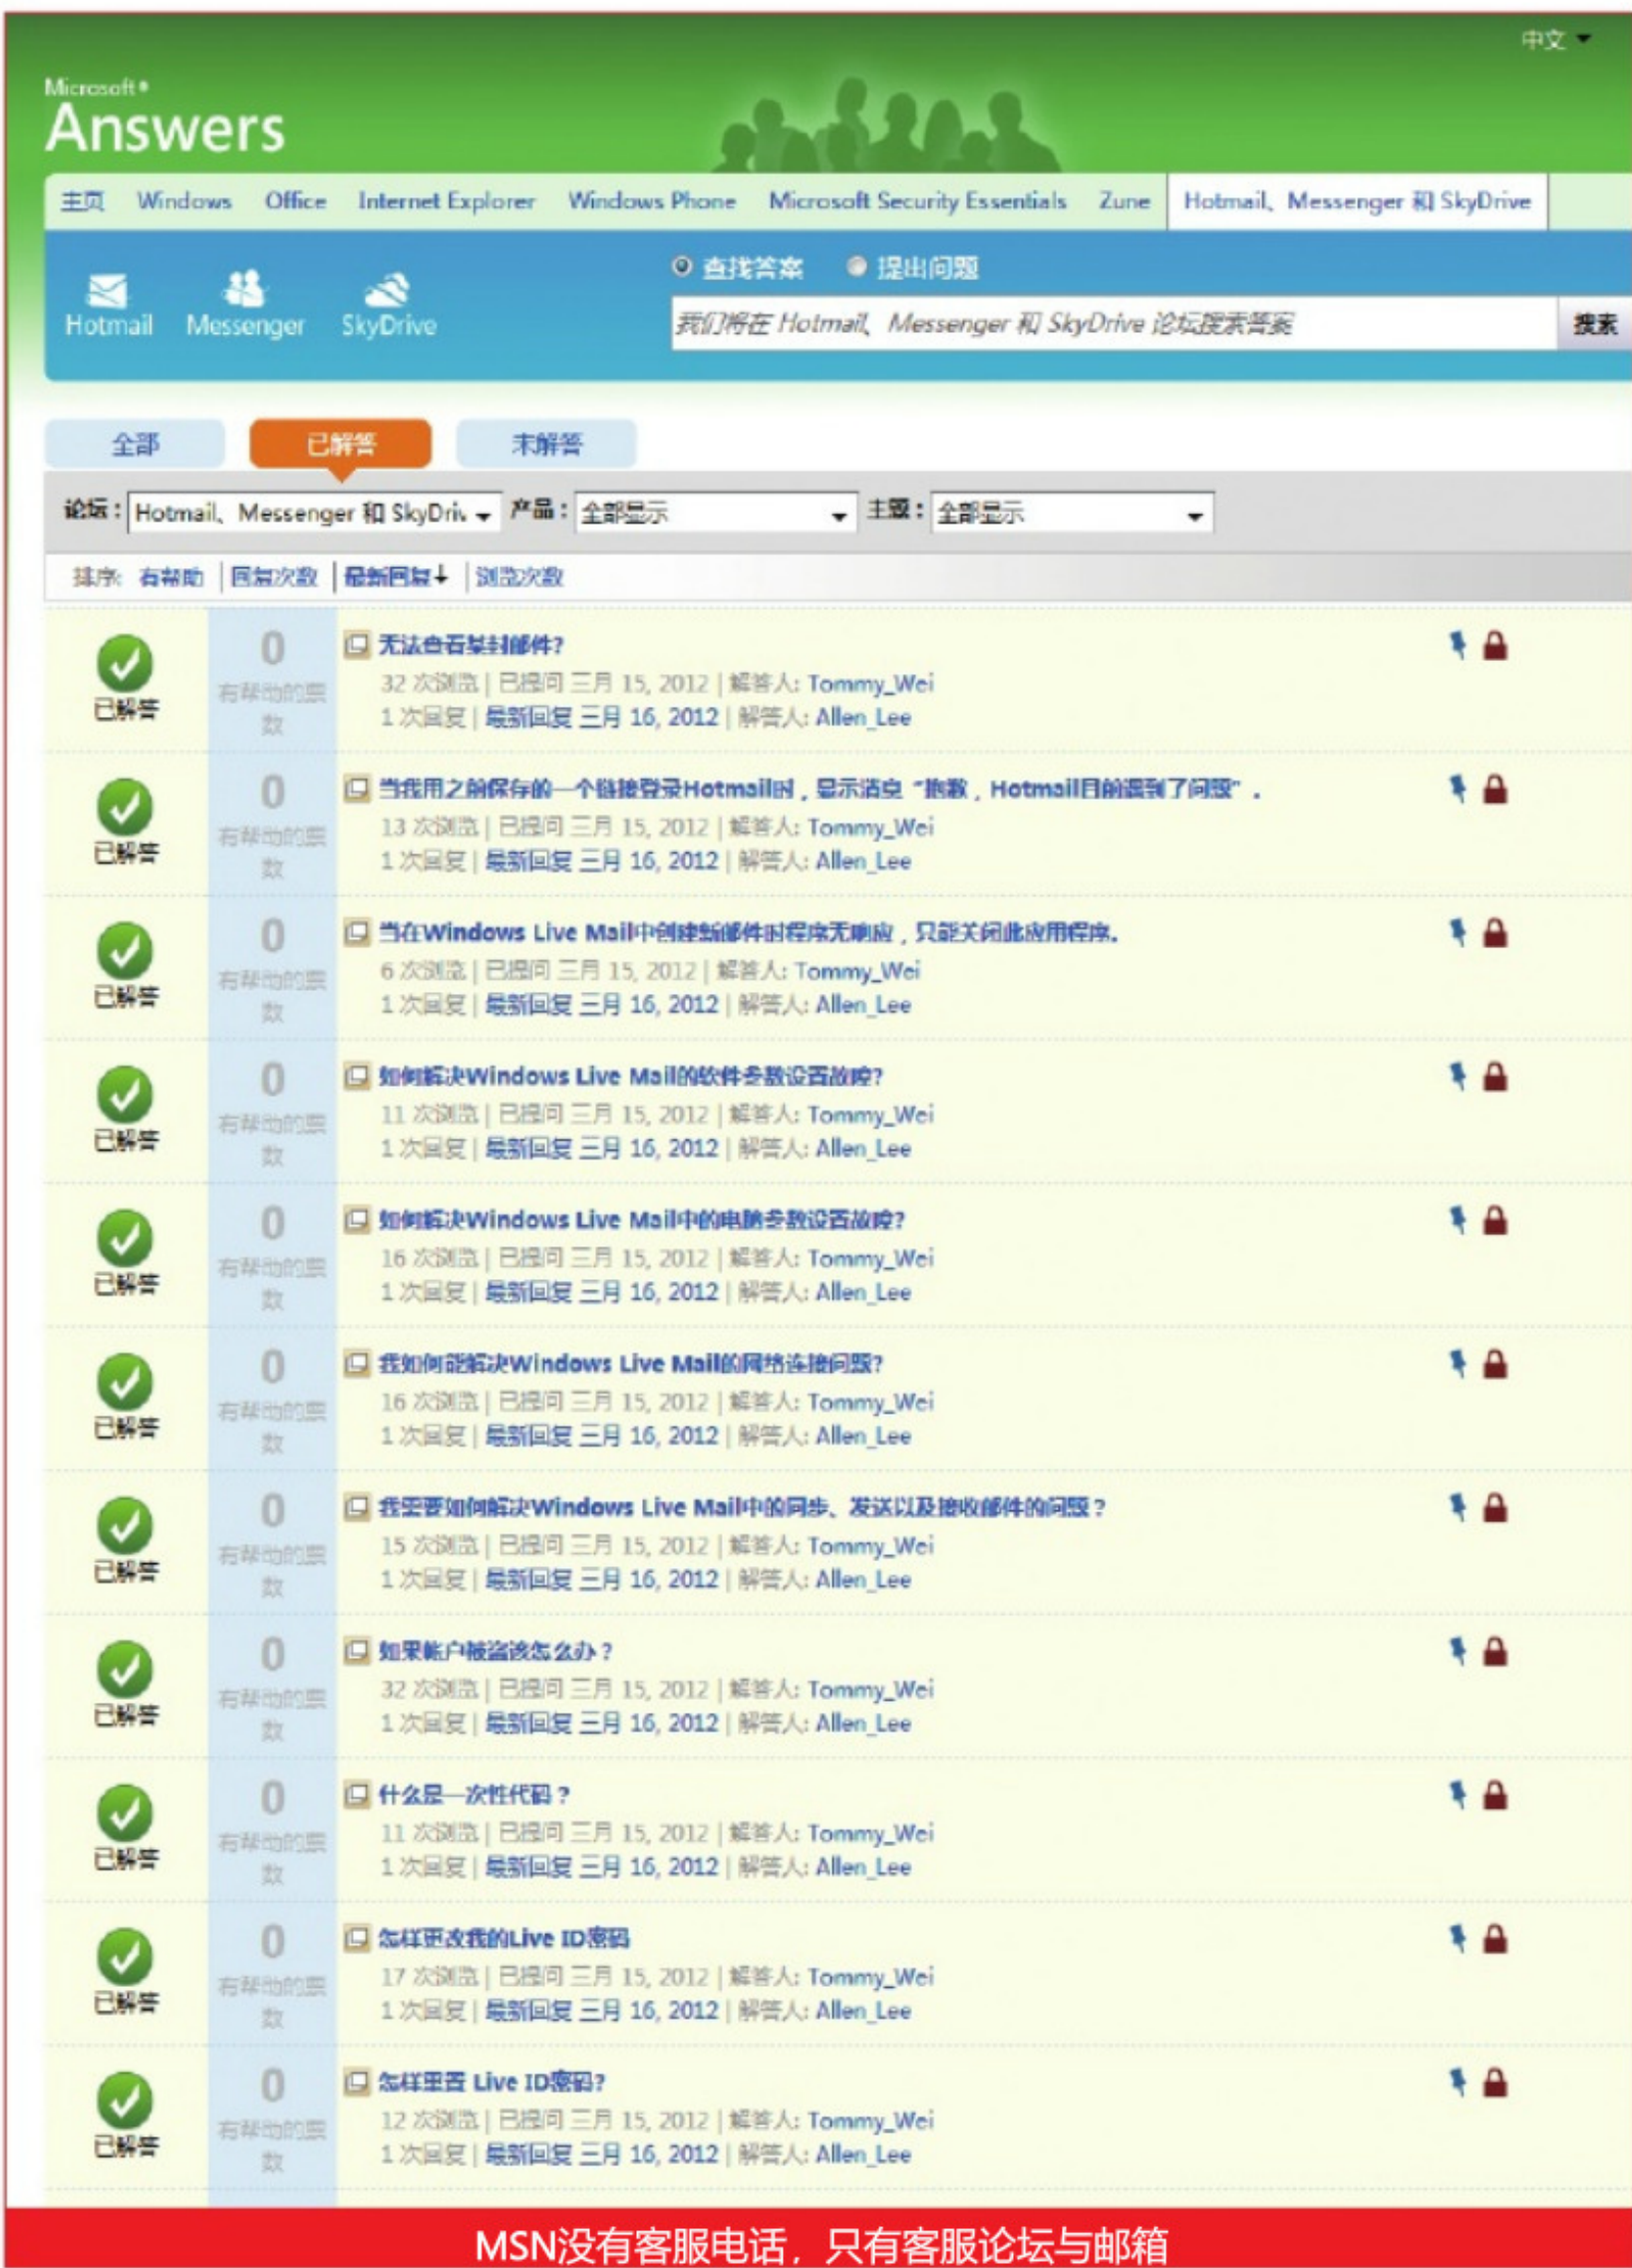 中文
Microsoft®
Answers
主页 Windows Office Internet Explorer Windows Phone Microsoft Security Essentials Zune Hotmail、Messenger 和 SkyDrive
查找答案 提出问题
Hotmail Messenger SkyDrive
我们将在 Hotmail、Messenger 和 SkyDrive 论坛搜索答案 搜索
全部 已解答 未解答
论坛：Hotmail、Messenger 和 SkyDriv 产品：全部显示 主题：全部显示
排序: 有帮助 回复次数 最新回复↓ 浏览次数
无法查看某封邮件?
已解答 0 有帮助的票数
32 次浏览 | 已提问 三月 15, 2012 | 解答人: Tommy_Wei
1 次回复 | 最新回复 三月 16, 2012 | 解答人: Allen_Lee
当我用之前保存的一个链接登录Hotmail时，显示消息“抱歉，Hotmail目前遇到了问题”.
已解答 0 有帮助的票数
13 次浏览 | 已提问 三月 15, 2012 | 解答人: Tommy_Wei
1 次回复 | 最新回复 三月 16, 2012 | 解答人: Allen_Lee
当在Windows Live Mail中创建新邮件时程序无响应，只能关闭此应用程序.
已解答 0 有帮助的票数
6 次浏览 | 已提问 三月 15, 2012 | 解答人: Tommy_Wei
1 次回复 | 最新回复 三月 16, 2012 | 解答人: Allen_Lee
如何解决Windows Live Mail的软件参数设置故障?
已解答 0 有帮助的票数
11 次浏览 | 已提问 三月 15, 2012 | 解答人: Tommy_Wei
1 次回复 | 最新回复 三月 16, 2012 | 解答人: Allen_Lee
如何解决Windows Live Mail中的电脑参数设置故障?
已解答 0 有帮助的票数
16 次浏览 | 已提问 三月 15, 2012 | 解答人: Tommy_Wei
1 次回复 | 最新回复 三月 16, 2012 | 解答人: Allen_Lee
我如何能解决Windows Live Mail的网络连接问题?
已解答 0 有帮助的票数
16 次浏览 | 已提问 三月 15, 2012 | 解答人: Tommy_Wei
1 次回复 | 最新回复 三月 16, 2012 | 解答人: Allen_Lee
我需要如何解决Windows Live Mail中的同步、发送以及接收邮件的问题？
已解答 0 有帮助的票数
15 次浏览 | 已提问 三月 15, 2012 | 解答人: Tommy_Wei
1 次回复 | 最新回复 三月 16, 2012 | 解答人: Allen_Lee
如果帐户被盗该怎么办？
已解答 0 有帮助的票数
32 次浏览 | 已提问 三月 15, 2012 | 解答人: Tommy_Wei
1 次回复 | 最新回复 三月 16, 2012 | 解答人: Allen_Lee
什么是一次性代码？
已解答 0 有帮助的票数
11 次浏览 | 已提问 三月 15, 2012 | 解答人: Tommy_Wei
1 次回复 | 最新回复 三月 16, 2012 | 解答人: Allen_Lee
怎样更改我的Live ID密码
已解答 0 有帮助的票数
17 次浏览 | 已提问 三月 15, 2012 | 解答人: Tommy_Wei
1 次回复 | 最新回复 三月 16, 2012 | 解答人: Allen_Lee
怎样重置 Live ID密码?
已解答 0 有帮助的票数
12 次浏览 | 已提问 三月 15, 2012 | 解答人: Tommy_Wei
1 次回复 | 最新回复 三月 16, 2012 | 解答人: Allen_Lee
MSN没有客服电话，只有客服论坛与邮箱